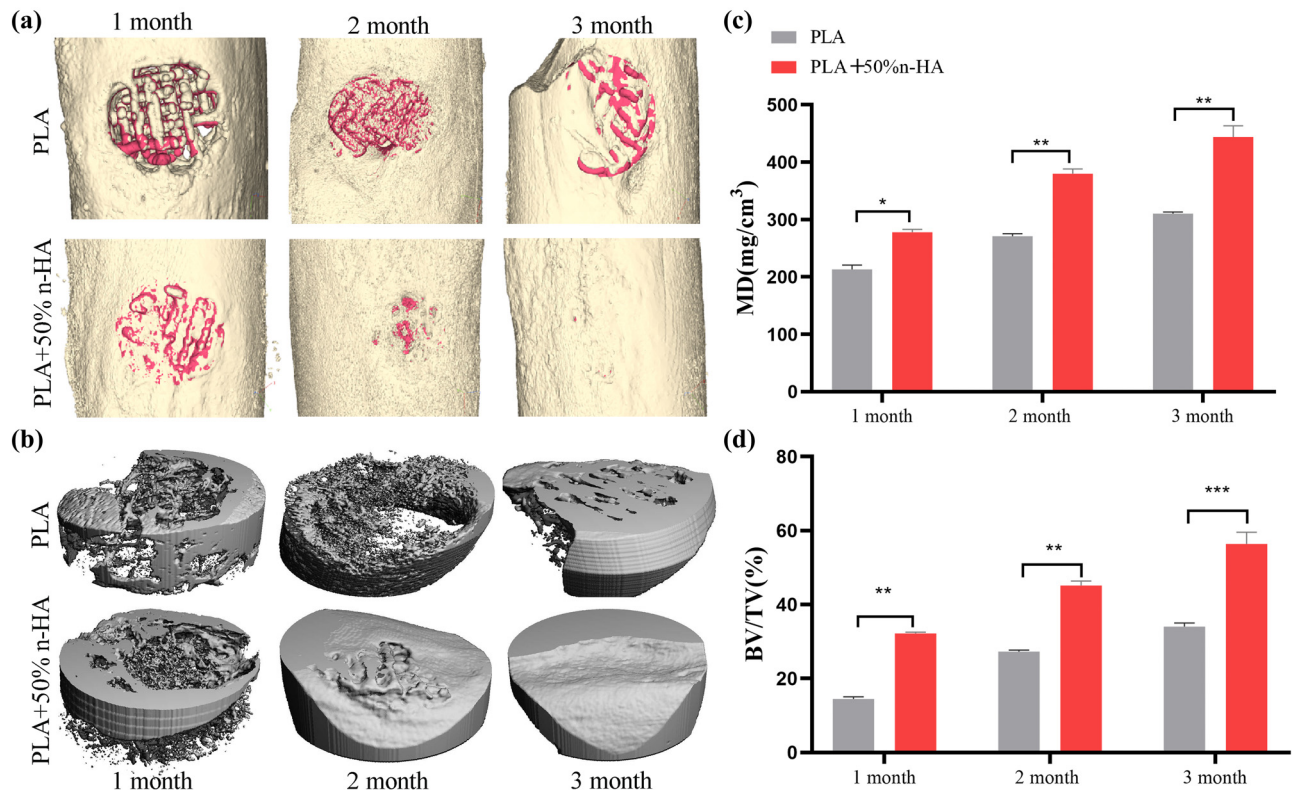 (a)
1 month
2 month
3 month
PLA
PLA+50% n-HA
(b)
PLA
PLA+50% n-HA
1 month
2 month
3 month
(c)
PLA
PLA+50%n-HA
500
400
300
200
100
0
MD(mg/cm³)
*
**
**
1 month
2 month
3 month
(d)
80
60
40
20
0
BV/TV(%)
**
**
***
1 month
2 month
3 month